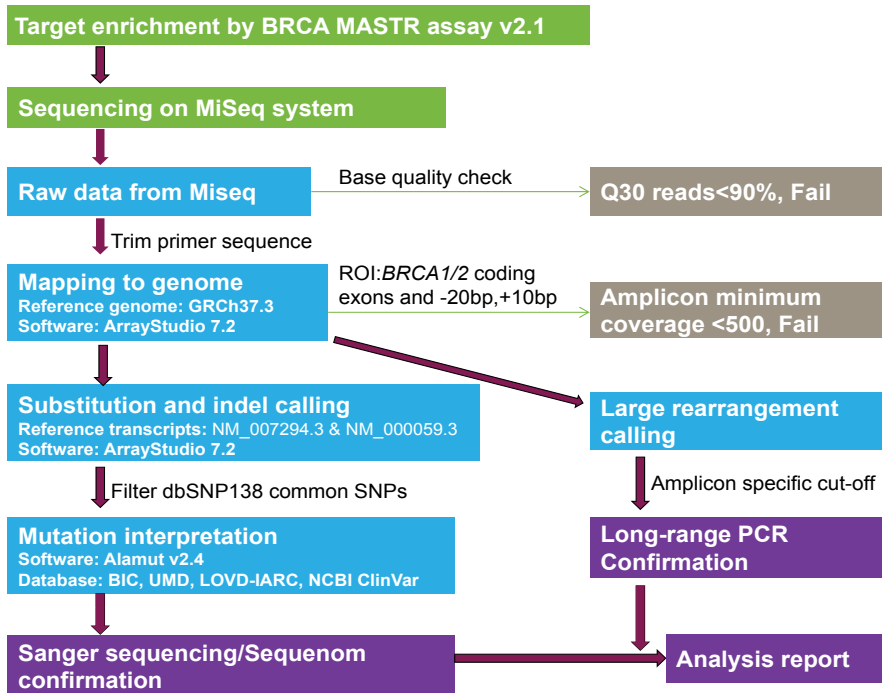 Target enrichment by BRCA MASTR assay v2.1
Sequencing on MiSeq system
Raw data from Miseq
Base quality check
Q30 reads<90%, Fail
Trim primer sequence
Mapping to genome
Reference genome: GRCh37.3
Software: ArrayStudio 7.2
ROI:BRCA1/2 coding
exons and -20bp,+10bp
Amplicon minimum
coverage <500, Fail
Substitution and indel calling
Reference transcripts: NM_007294.3 & NM_000059.3
Software: ArrayStudio 7.2
Large rearrangement
calling
Filter dbSNP138 common SNPs
Amplicon specific cut-off
Mutation interpretation
Software: Alamut v2.4
Database: BIC, UMD, LOVD-IARC, NCBI ClinVar
Long-range PCR
Confirmation
Sanger sequencing/Sequenom
confirmation
Analysis report